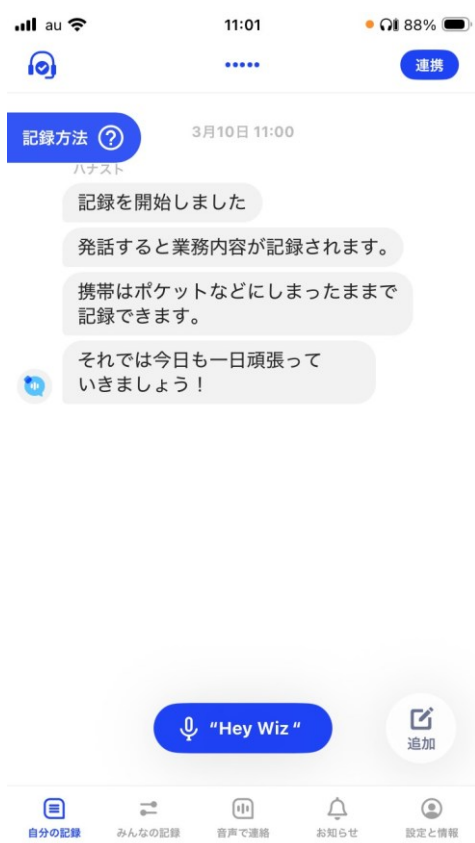 au
11:01
88%
•••••
連携
記録方法 ?
3月10日 11:00
ハナスト
記録を開始しました
発話すると業務内容が記録されます。
携帯はポケットなどにしまったままで
記録できます。
それでは今日も一日頑張って
いきましょう！
“Hey Wiz “
追加
自分の記録
みんなの記録
音声で連絡
お知らせ
設定と情報